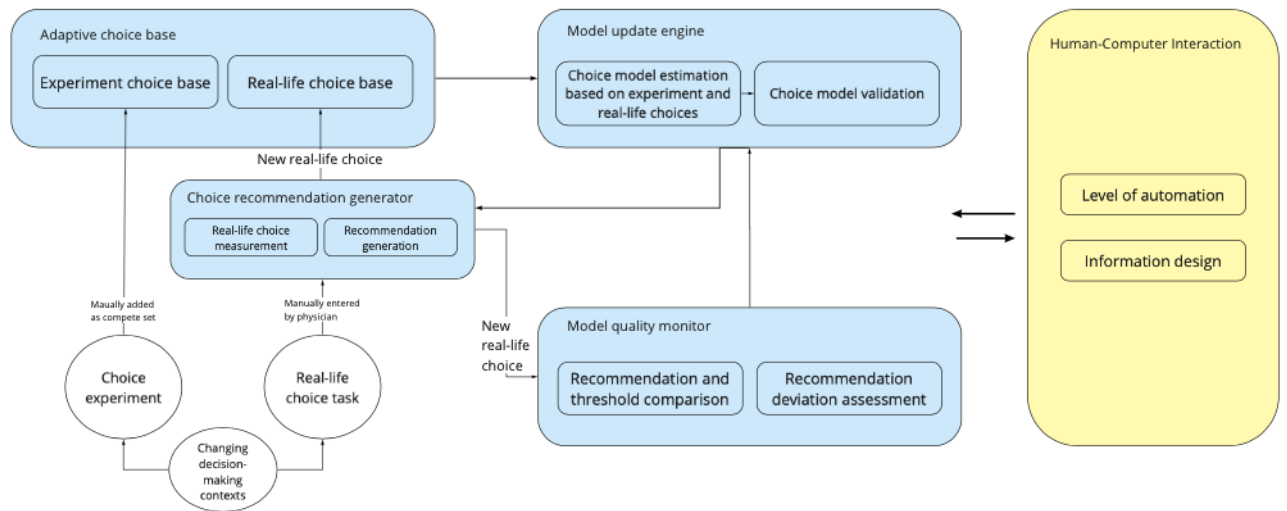 Adaptive choice base
Experiment choice base
Real-life choice base
Model update engine
Choice model estimation
based on experiment and
real-life choices
Choice model validation
Human-Computer Interaction
Level of automation
Information design
New real-life choice
Choice recommendation generator
Real-life choice
measurement
Recommendation
generation
Maually added
as compete set
Manually entered
by physician
New
real-life
choice
Model quality monitor
Recommendation and
threshold comparison
Recommendation
deviation assessment
Choice
experiment
Real-life
choice task
Changing
decision-
making
contexts